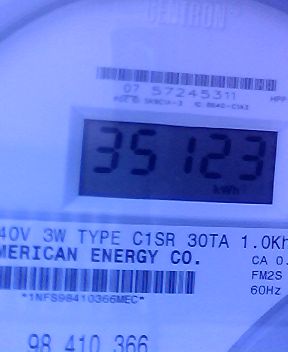 CENTRON®
07 57245311
35123
kWh
40V 3W TYPE C1SR 30TA 1.0Kh
MERICAN ENERGY CO.
CA 0.
FM2S
*1NFS98410366MEC*
60Hz
98 410 366